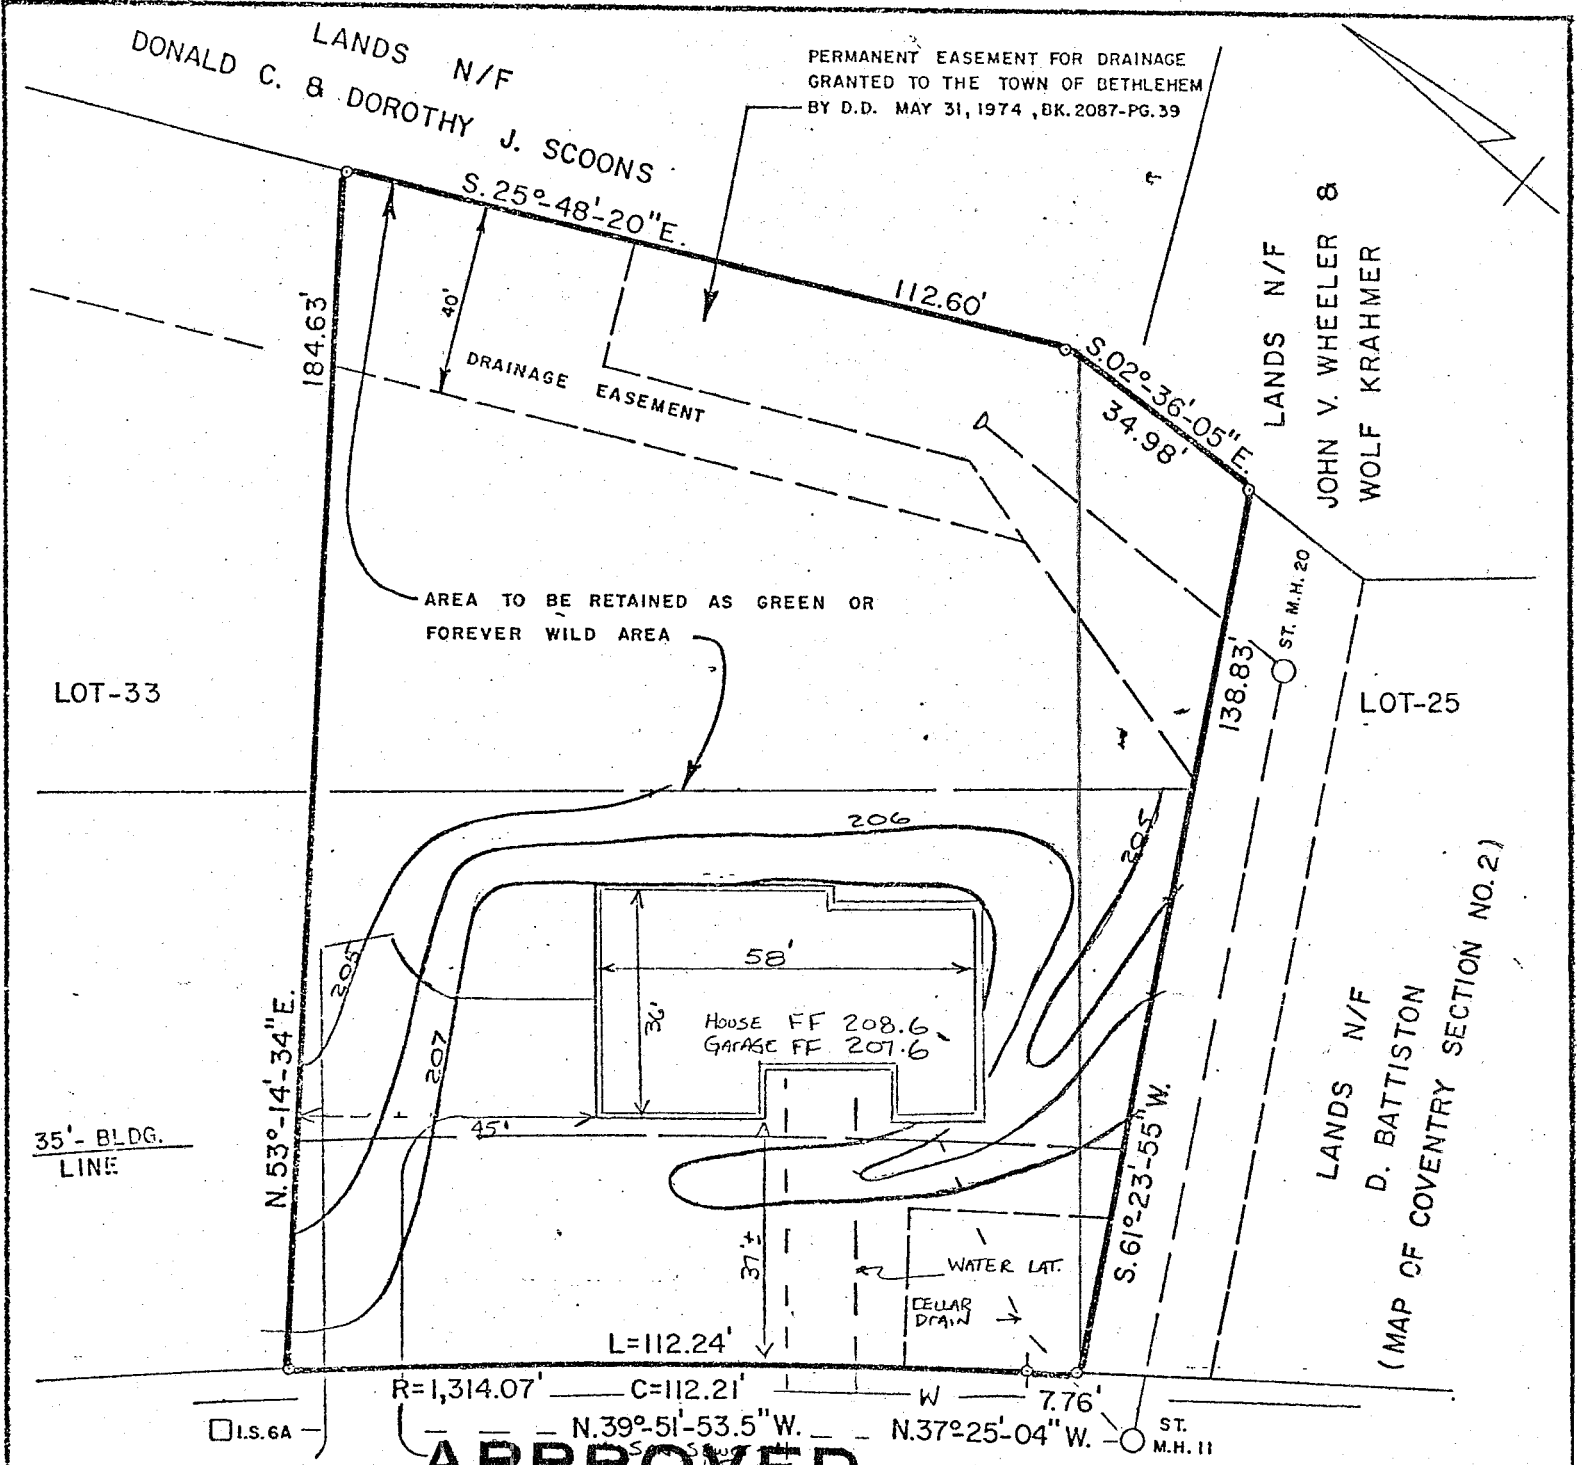 LANDS N/F
DONALD C. & DOROTHY J. SCOONS
PERMANENT EASEMENT FOR DRAINAGE
GRANTED TO THE TOWN OF BETHLEHEM
BY D.D. MAY 31, 1974 , BK. 2087-PG. 39
S. 25°-48'-20" E.
112.60'
184.63'
40'
DRAINAGE EASEMENT
S. 02°-36'-05" E.
34.98'
LANDS N/F
JOHN V. WHEELER &
WOLF KRAHMER
AREA TO BE RETAINED AS GREEN OR
FOREVER WILD AREA
ST. M.H. 20
138.83'
LOT-33
LOT-25
206
205
205
207
58'
36'
HOUSE FF 208.6
GARAGE FF 207.6
45'
35'- BLDG.
LINE
N. 53°-14'-34" E.
37'±
S. 61°-23'-55" W.
LANDS N/F
D. BATTISTON
(MAP OF COVENTRY SECTION NO. 2)
WATER LAT.
CELLAR
DRAIN
L=112.24'
R=1,314.07' C=112.21' W 7.76'
I.S. 6A
N. 39°-51'-53.5" W. N. 37°-25'-04" W.
ST.
M.H. 11
APPROVED